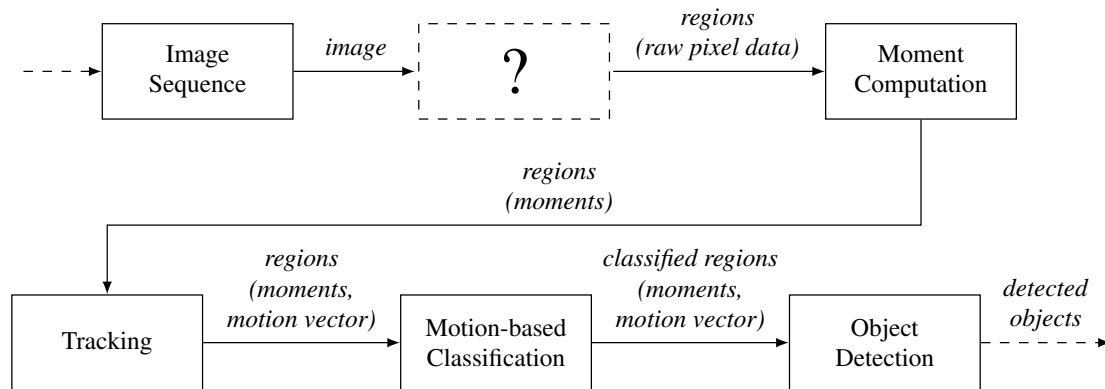 Image
Sequence
image
?
regions
(raw pixel data)
Moment
Computation
regions
(moments)
Tracking
regions
(moments,
motion vector)
Motion-based
Classification
classified regions
(moments,
motion vector)
Object
Detection
detected
objects